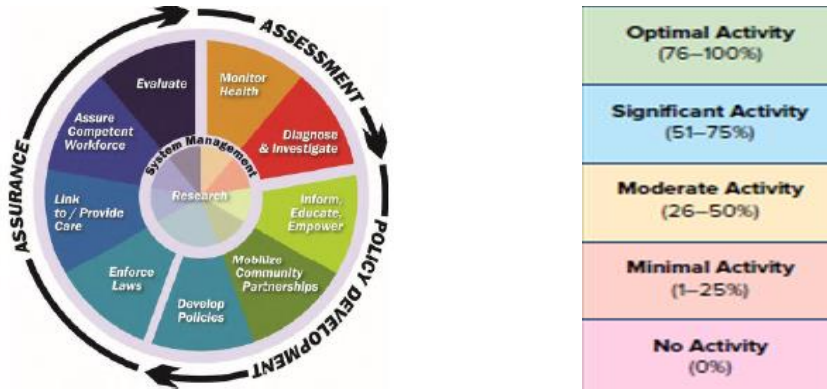 ASSESSMENT
POLICY DEVELOPMENT
ASSURANCE
Monitor
Health
Diagnose
& Investigate
Inform,
Educate,
Empower
Mobilize
Community
Partnerships
Develop
Policies
Enforce
Laws
Link
to / Provide
Care
Assure
Competent
Workforce
Evaluate
System Management
Research
Optimal Activity
(76–100%)
Significant Activity
(51–75%)
Moderate Activity
(26–50%)
Minimal Activity
(1–25%)
No Activity
(0%)